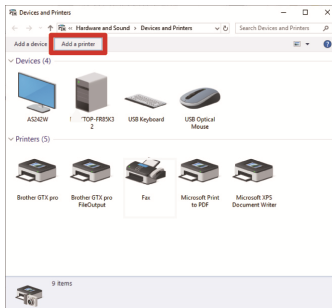 Devices and Printers
« Hardware and Sound › Devices and Printers
Search Devices and Printers
Add a device
Add a printer
Devices (4)
AS242W
TOP-FR85K3
2
USB Keyboard
USB Optical
Mouse
Printers (5)
Brother GTX pro
Brother GTX pro
FileOutput
Fax
Microsoft Print
to PDF
Microsoft XPS
Document Writer
9 items